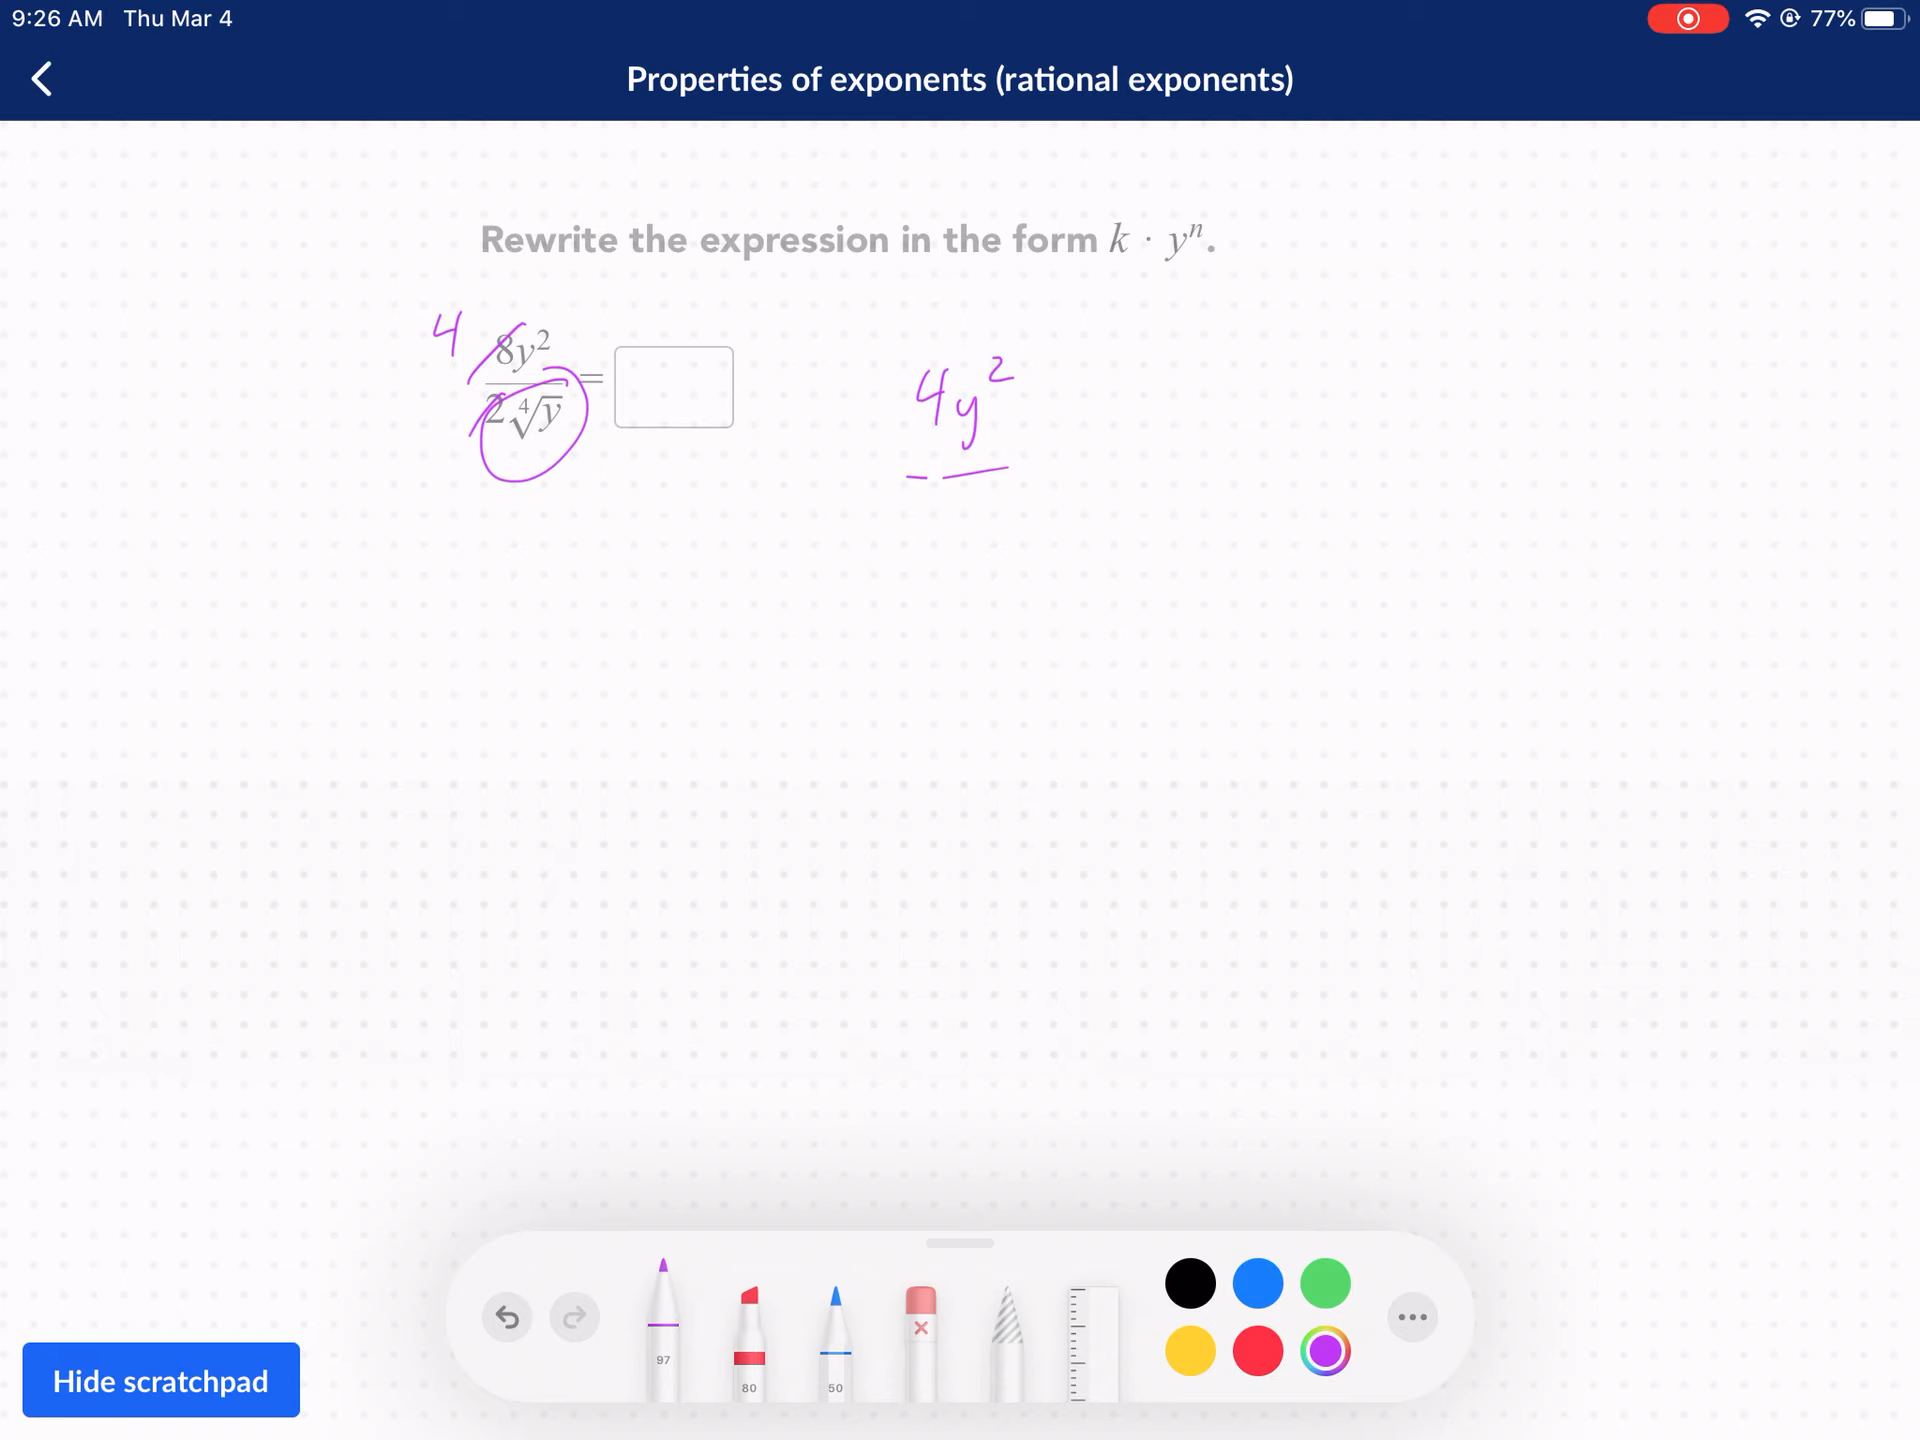 9:26 AM Thu Mar 4 77%
Properties of exponents (rational exponents)
Rewrite the expression in the form k · yⁿ.
4
8y²
2∜y
=
4y²
97
80
50
Hide scratchpad